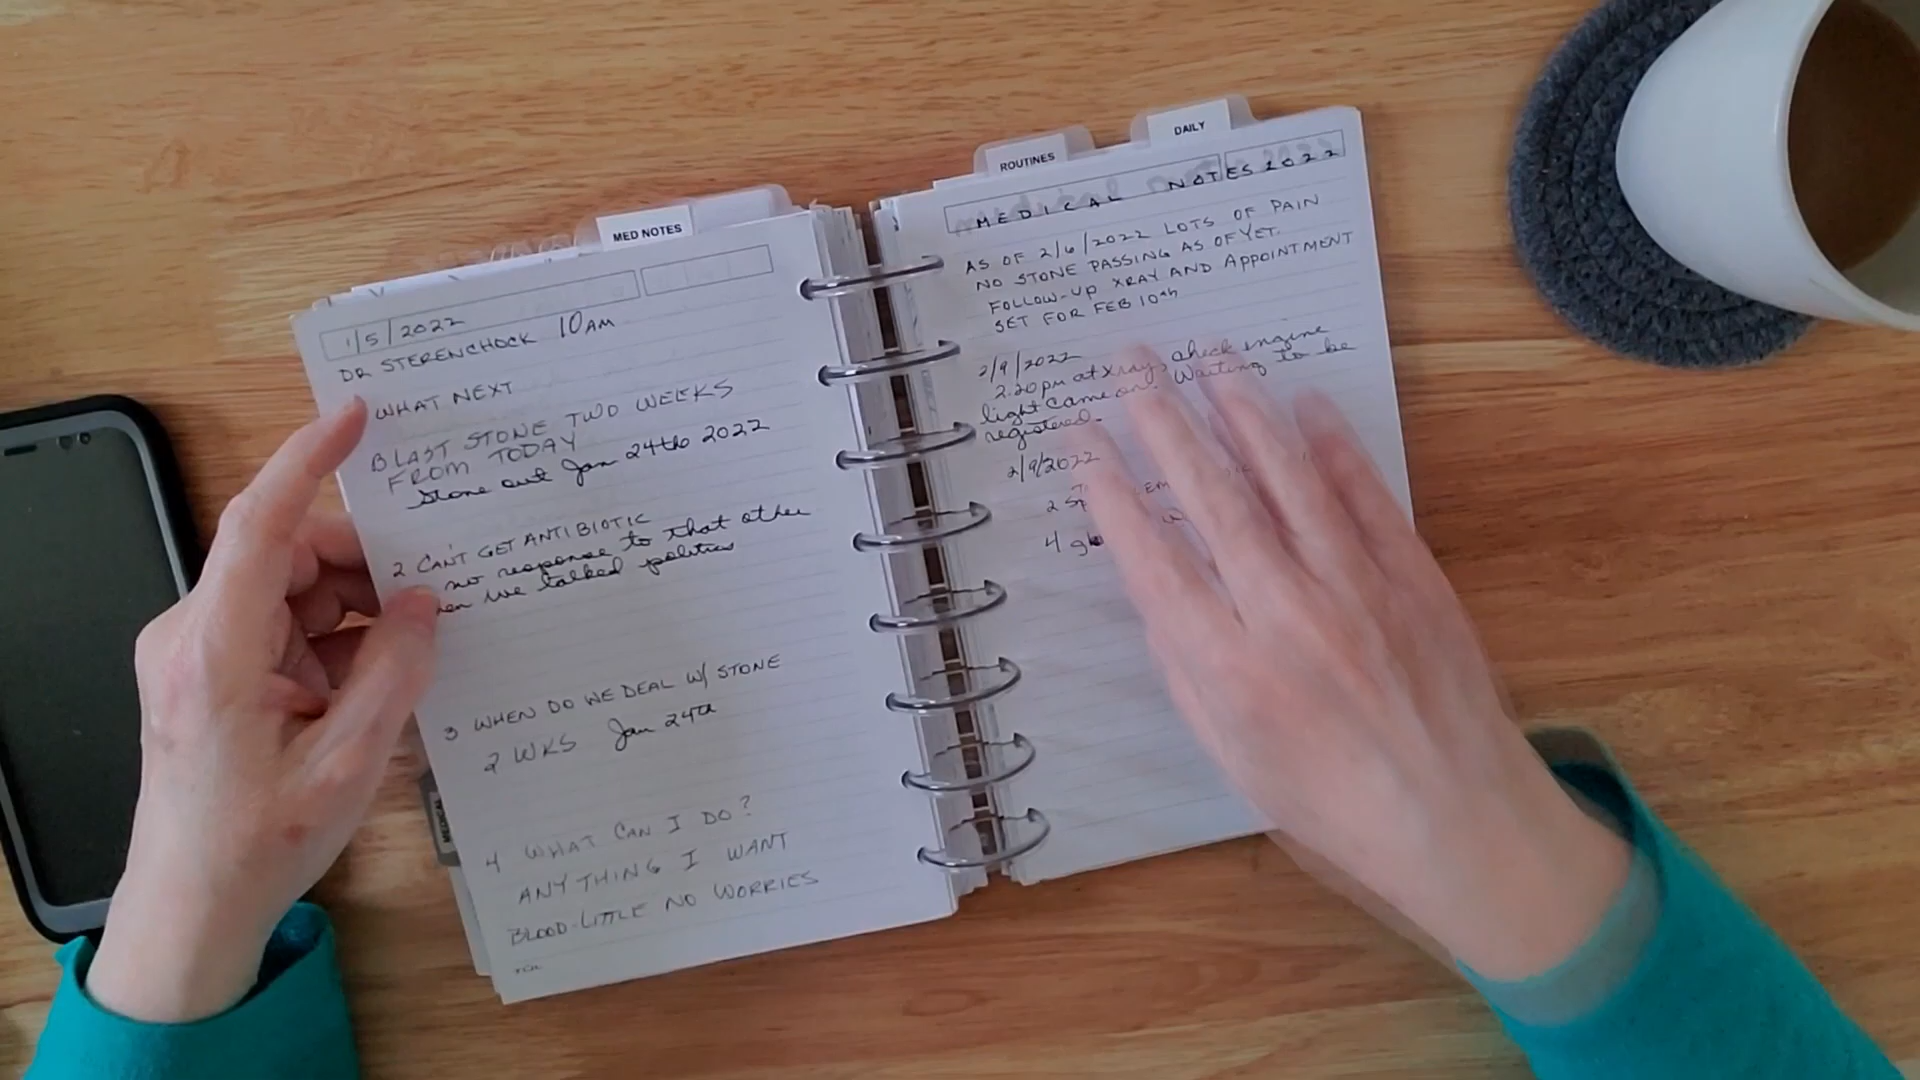 MED NOTES
1/5/2022
DR STERENCHOCK 10AM
WHAT NEXT
BLAST STONE TWO WEEKS
FROM TODAY
Stone out Jan 24th 2022
2 CAN'T GET ANTIBIOTIC
no response to that other
we talked politics
3 WHEN DO WE DEAL W/ STONE
2 WKS Jan 24th
4 WHAT CAN I DO?
ANYTHING I WANT
BLOOD-LITTLE NO WORRIES
MEDICAL
ROUTINES
DAILY
MEDICAL NOTES 2022
AS OF 2/6/2022 LOTS OF PAIN
NO STONE PASSING AS OF YET.
FOLLOW-UP XRAY AND APPOINTMENT
SET FOR FEB 10th
2/9/2022
2:20pm at xray, check engine
light came on. Waiting to be
registered.
2/9/2022
2
4